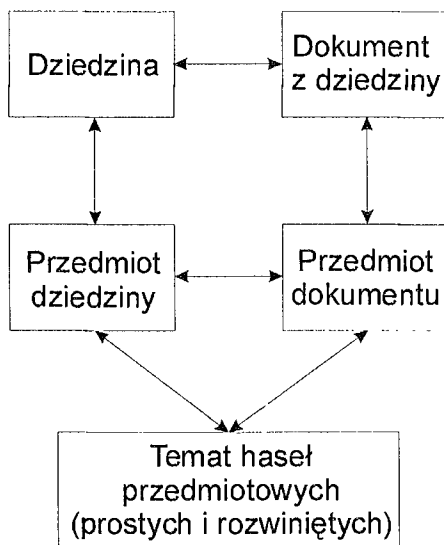 Dziedzina
Dokument
z dziedziny
Przedmiot
dziedziny
Przedmiot
dokumentu
Temat haseł
przedmiotowych
(prostych i rozwiniętych)